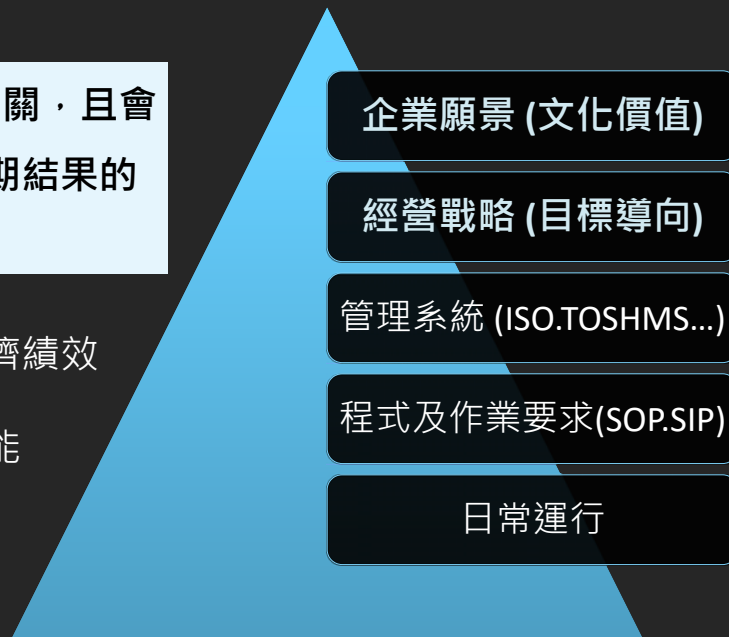 關，且會
期結果的
濟績效
能
企業願景 (文化價值)
經營戰略 (目標導向)
管理系統 (ISO.TOSHMS…)
程式及作業要求(SOP.SIP)
日常運行